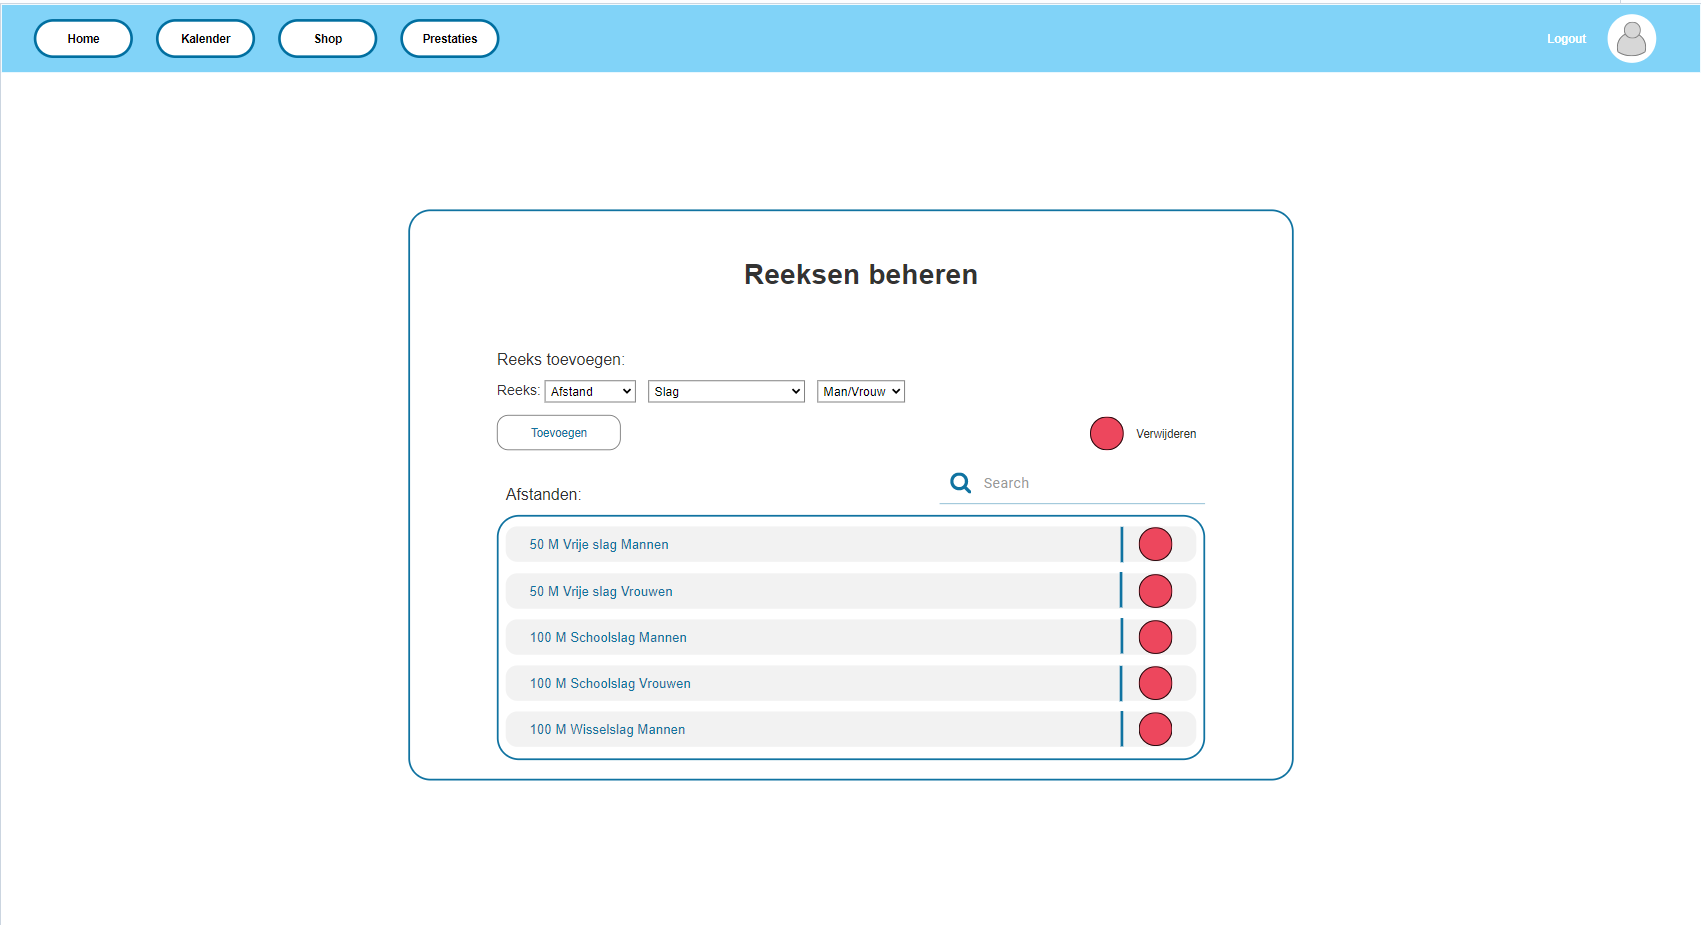 Home Kalender Shop Prestaties Logout
Reeksen beheren
Reeks toevoegen:
Reeks: Afstand Slag Man/Vrouw
Toevoegen Verwijderen
Search
Afstanden:
50 M Vrije slag Mannen
50 M Vrije slag Vrouwen
100 M Schoolslag Mannen
100 M Schoolslag Vrouwen
100 M Wisselslag Mannen